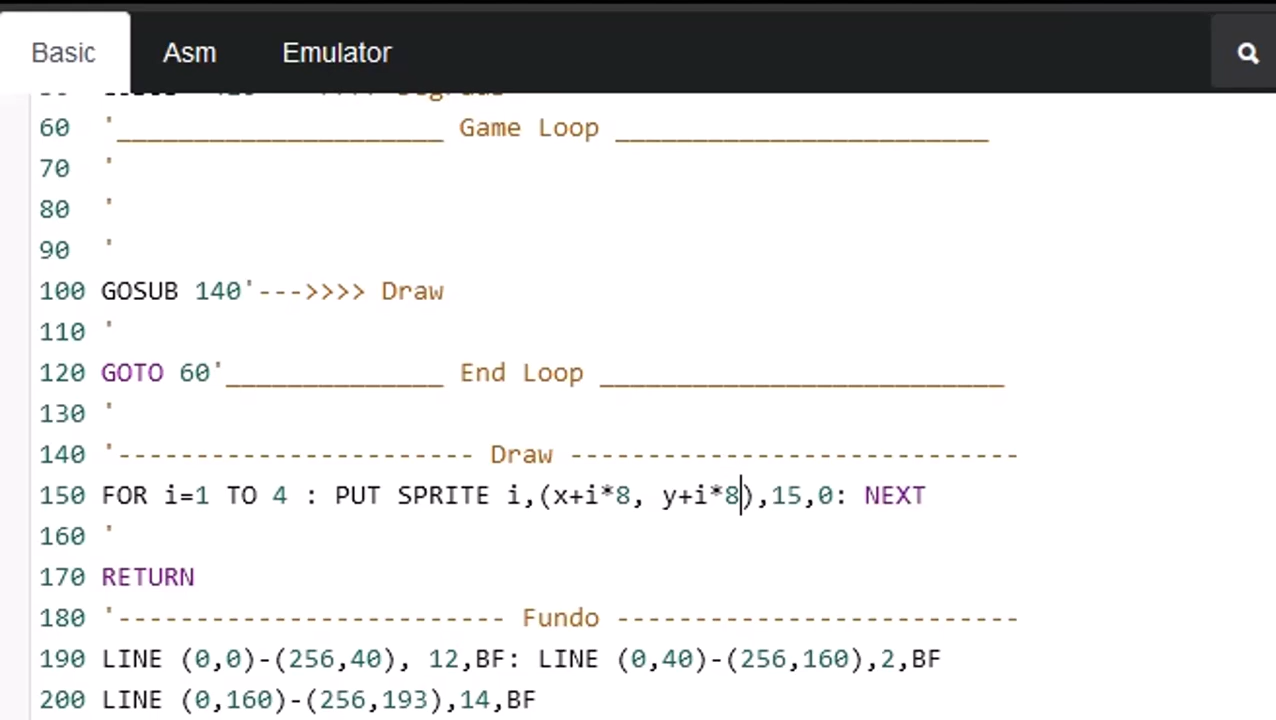 Basic Asm Emulator
60 '_____________________ Game Loop ________________________
70 '
80 '
90 '
100 GOSUB 140'--->>>> Draw
110 '
120 GOTO 60'______________ End Loop __________________________
130 '
140 '----------------------- Draw -----------------------------
150 FOR i=1 TO 4 : PUT SPRITE i,(x+i*8, y+i*8),15,0: NEXT
160 '
170 RETURN
180 '------------------------- Fundo --------------------------
190 LINE (0,0)-(256,40), 12,BF: LINE (0,40)-(256,160),2,BF
200 LINE (0,160)-(256,193),14,BF